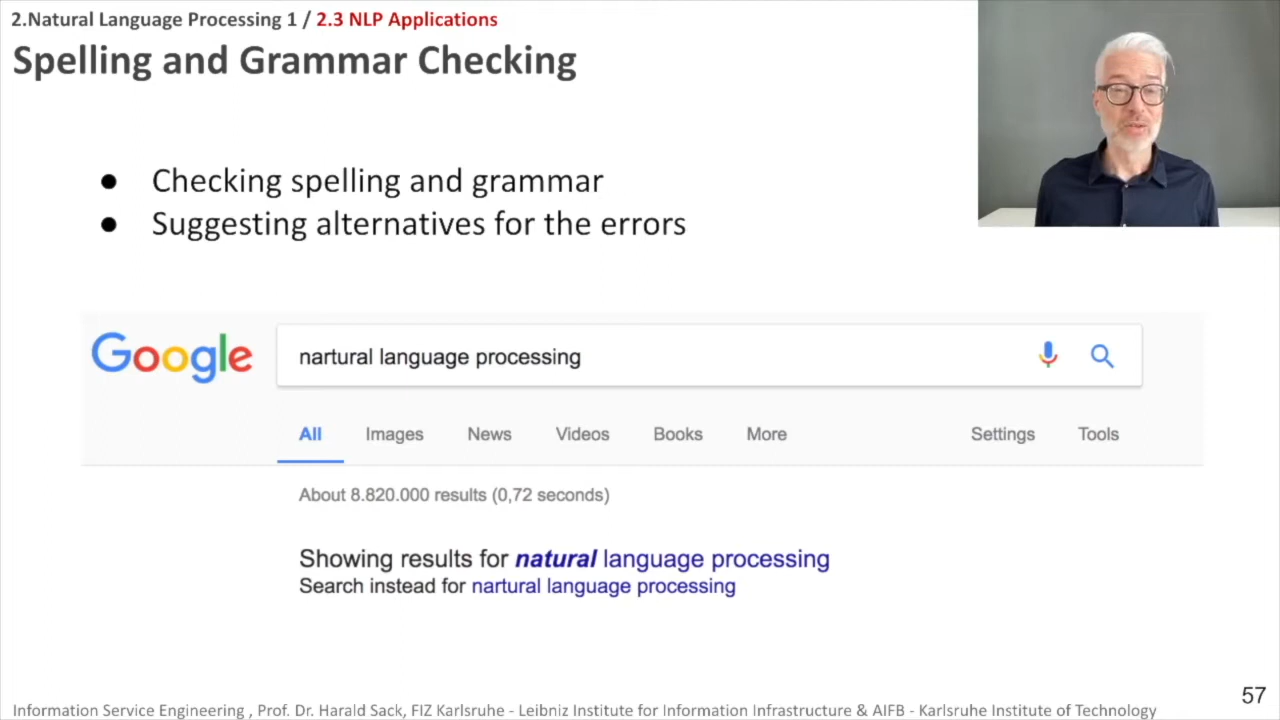 2.Natural Language Processing 1 / 2.3 NLP Applications
Spelling and Grammar Checking
● Checking spelling and grammar
● Suggesting alternatives for the errors
Google
nartural language processing
All Images News Videos Books More Settings Tools
About 8.820.000 results (0,72 seconds)
Showing results for natural language processing
Search instead for nartural language processing
57
Information Service Engineering , Prof. Dr. Harald Sack, FIZ Karlsruhe - Leibniz Institute for Information Infrastructure & AIFB - Karlsruhe Institute of Technology